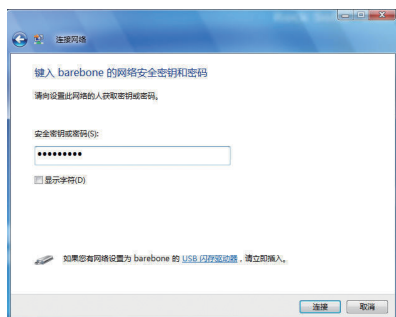 连接网络
键入 barebone 的网络安全密钥和密码
请向设置此网络的人获取密钥或密码。
安全密钥或密码(S):
•••••••••
显示字符(D)
如果您有网络设置为 barebone 的 USB 闪存驱动器，请立即插入。
连接 取消